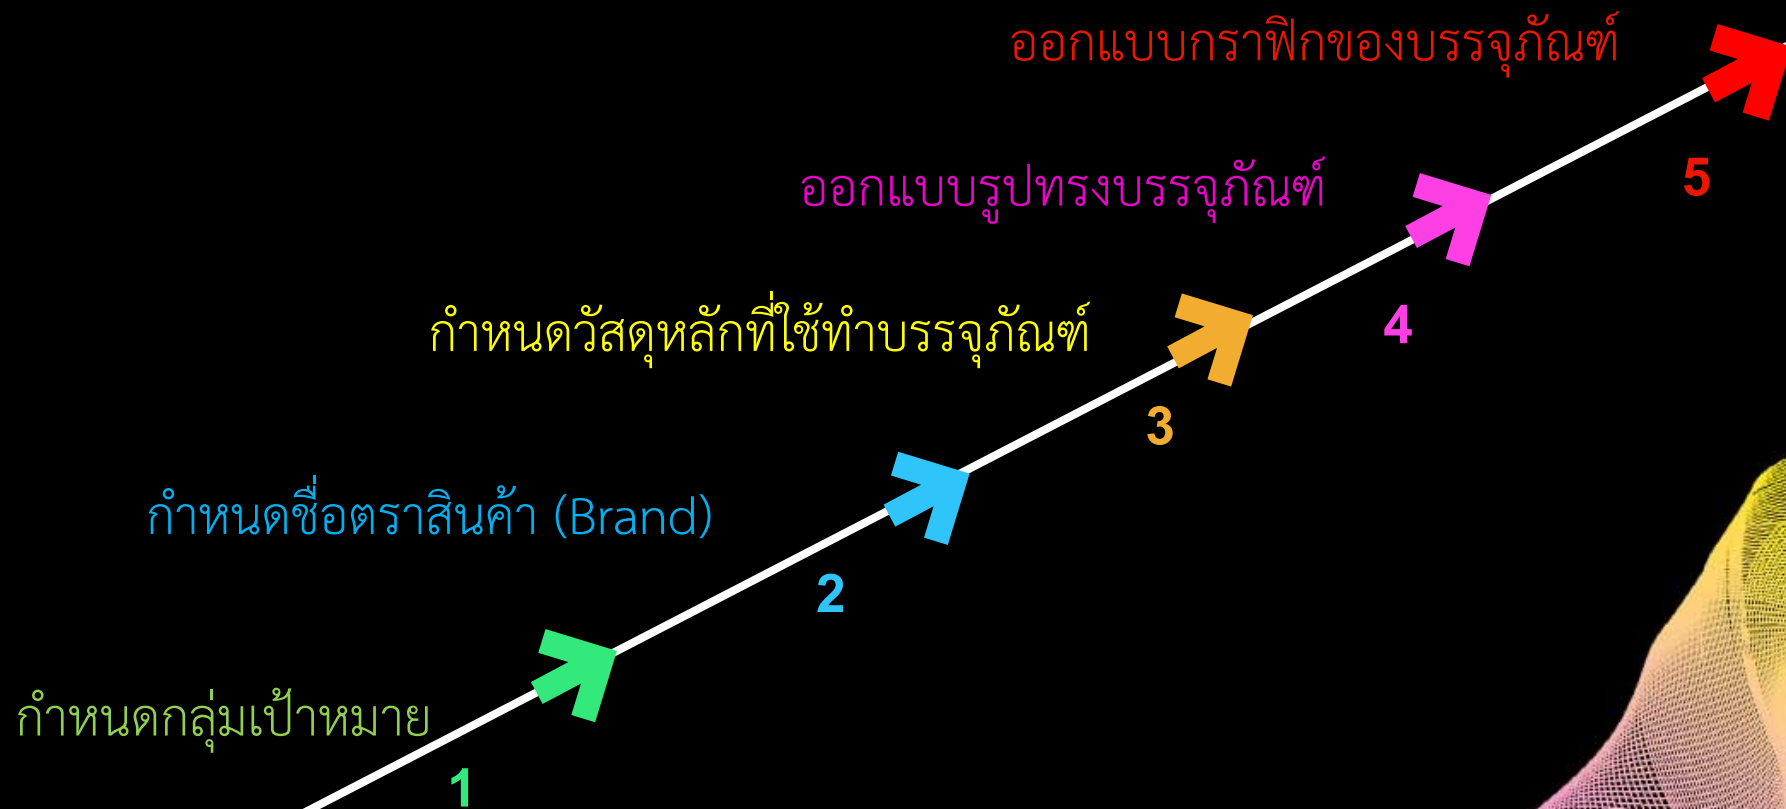 ออกแบบกราฟิกของบรรจุภัณฑ์
5
ออกแบบรูปทรงบรรจุภัณฑ์
4
กำหนดวัสดุหลักที่ใช้ทำบรรจุภัณฑ์
3
กำหนดชื่อตราสินค้า (Brand)
2
กำหนดกลุ่มเป้าหมาย
1